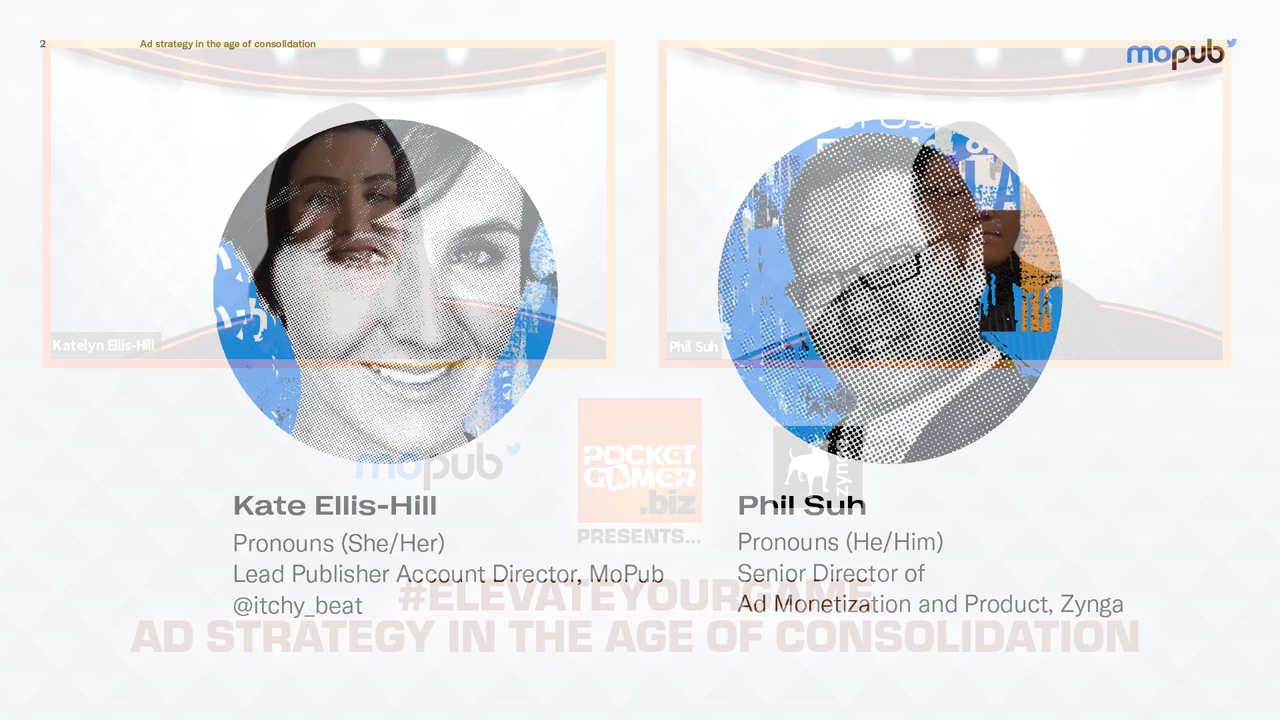 2
Ad strategy in the age of consolidation
mopub
Katelyn Ellis-Hill
Phil Suh
mopub
POCKET
GAMER
.biz
PRESENTS...
zynga
Kate Ellis-Hill
Pronouns (She/Her)
Lead Publisher Account Director, MoPub
@itchy_beat
Phil Suh
Pronouns (He/Him)
Senior Director of
Ad Monetization and Product, Zynga
#ELEVATEYOURGAME
AD STRATEGY IN THE AGE OF CONSOLIDATION